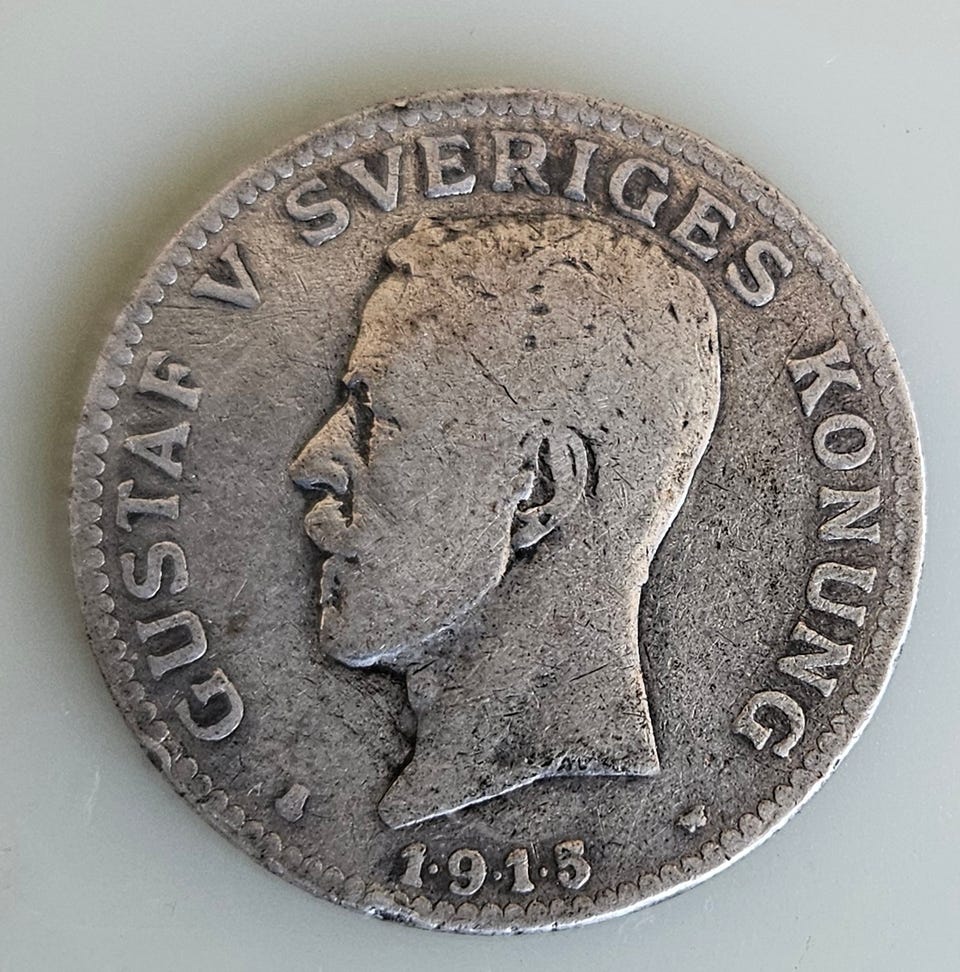 GUSTAF V SVERIGES KONUNG
1·9·1·5